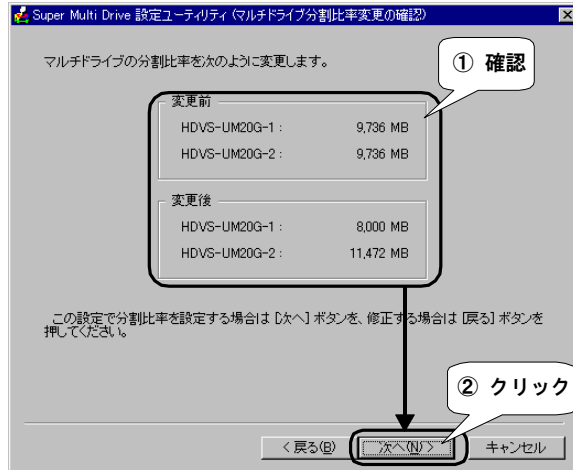 Super Multi Drive 設定ユーティリティ (マルチドライブ分割比率変更の確認)
マルチドライブの分割比率を次のように変更します。
① 確認
変更前
HDVS-UM20G-1 : 9,736 MB
HDVS-UM20G-2 : 9,736 MB
変更後
HDVS-UM20G-1 : 8,000 MB
HDVS-UM20G-2 : 11,472 MB
この設定で分割比率を設定する場合は [次へ] ボタンを、修正する場合は [戻る] ボタンを
押してください。
② クリック
< 戻る(B) 次へ(N) > キャンセル